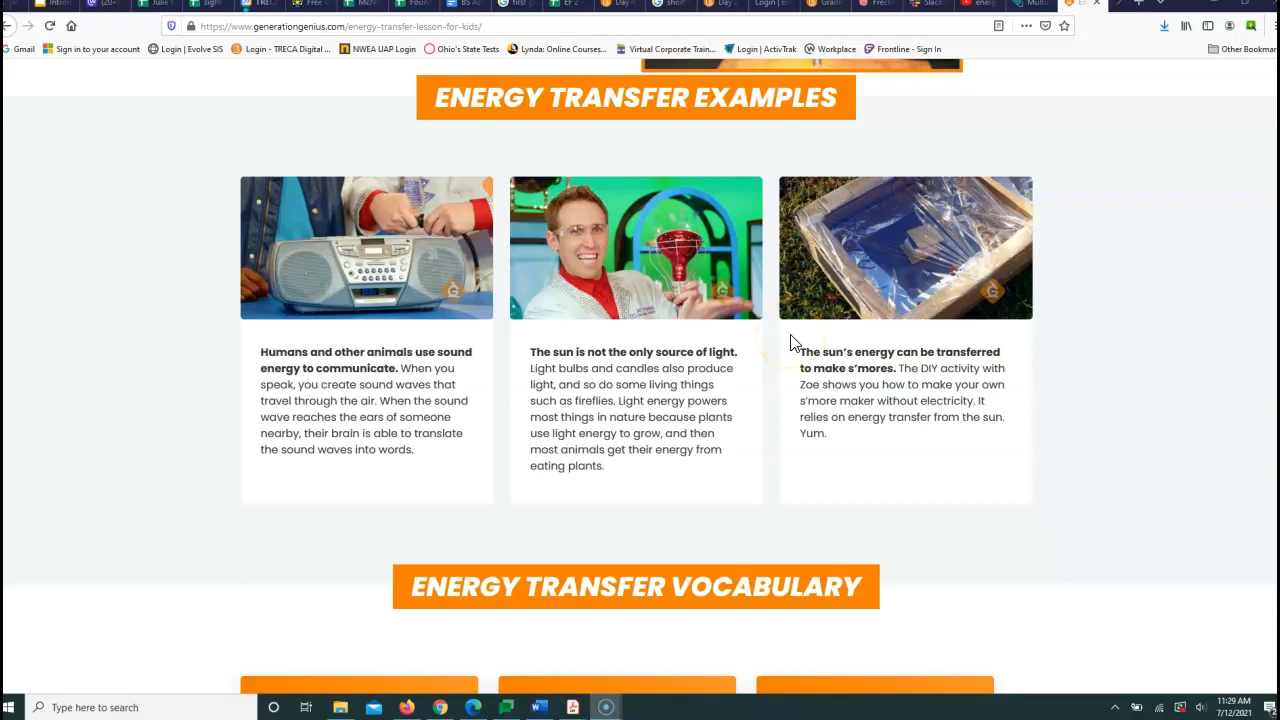 https://www.generationgenius.com/energy-transfer-lesson-for-kids/
Gmail Sign in to your account Login | Evolve SIS Login - TRECA Digital ... NWEA UAP Login Ohio's State Tests Lynda: Online Courses... Virtual Corporate Train... Login | ActivTrak Workplace Frontline - Sign In Other Bookmar
ENERGY TRANSFER EXAMPLES
Humans and other animals use sound
energy to communicate. When you
speak, you create sound waves that
travel through the air. When the sound
wave reaches the ears of someone
nearby, their brain is able to translate
the sound waves into words.
The sun is not the only source of light.
Light bulbs and candles also produce
light, and so do some living things
such as fireflies. Light energy powers
most things in nature because plants
use light energy to grow, and then
most animals get their energy from
eating plants.
The sun's energy can be transferred
to make s'mores. The DIY activity with
Zoe shows you how to make your own
s'more maker without electricity. It
relies on energy transfer from the sun.
Yum.
ENERGY TRANSFER VOCABULARY
Type here to search
11:29 AM
7/12/2021